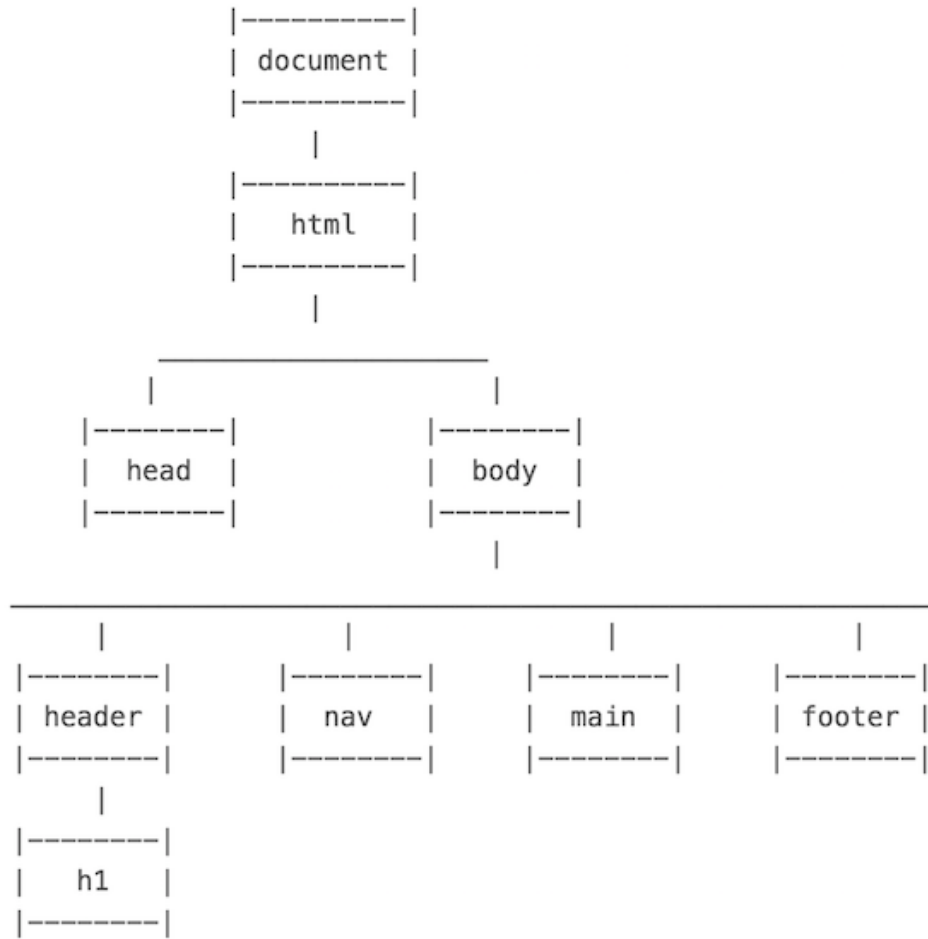 document
html
head body
header nav main footer
h1